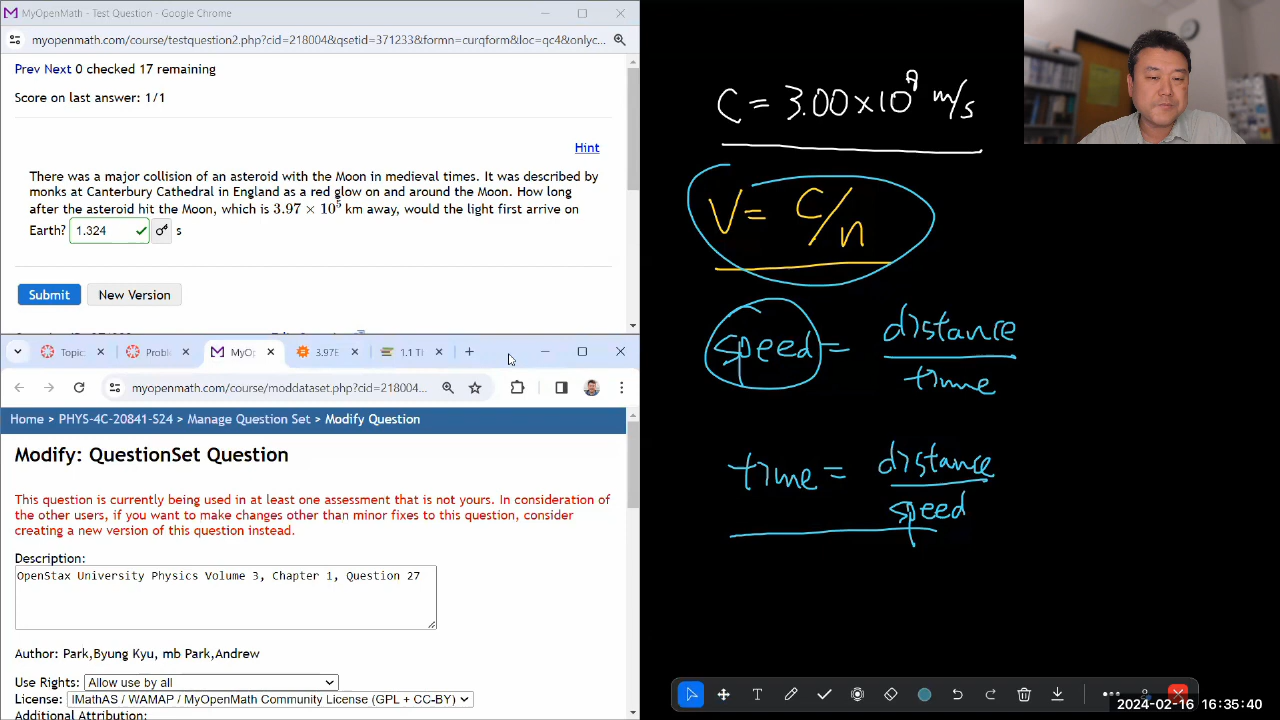 MyOpenMath - Test Question - Google Chrome
myopenmath.com/course/testquestion2.php?cid=218004&qsetid=371233&formn=curqform&loc=qc4&onlyc...
Prev Next 0 checked 17 remaining
Score on last answer: 1/1
Hint
There was a major collision of an asteroid with the Moon in medieval times. It was described by
monks at Canterbury Cathedral in England as a red glow on and around the Moon. How long
after the asteroid hit the Moon, which is 3.97 × 10⁵ km away, would the light first arrive on
Earth? 1.324 s
Submit New Version
Topic Proble MyOp 3.97E 1.1 Ti
myopenmath.com/course/moddataset.php?cid=218004...
Home > PHYS-4C-20841-S24 > Manage Question Set > Modify Question
Modify: QuestionSet Question
This question is currently being used in at least one assessment that is not yours. In consideration of
the other users, if you want to make changes other than minor fixes to this question, consider
creating a new version of this question instead.
Description:
OpenStax University Physics Volume 3, Chapter 1, Question 27
Author: Park,Byung Kyu, mb Park,Andrew
Use Rights: Allow use by all
License: IMathAS / WAMAP / MyOpenMath Community License (GPL + CC-BY)
Additional Attribution:
C = 3.00×10⁸ m/s
V = C/n
speed = distance
time
time = distance
speed
2024-02-16 16:35:40